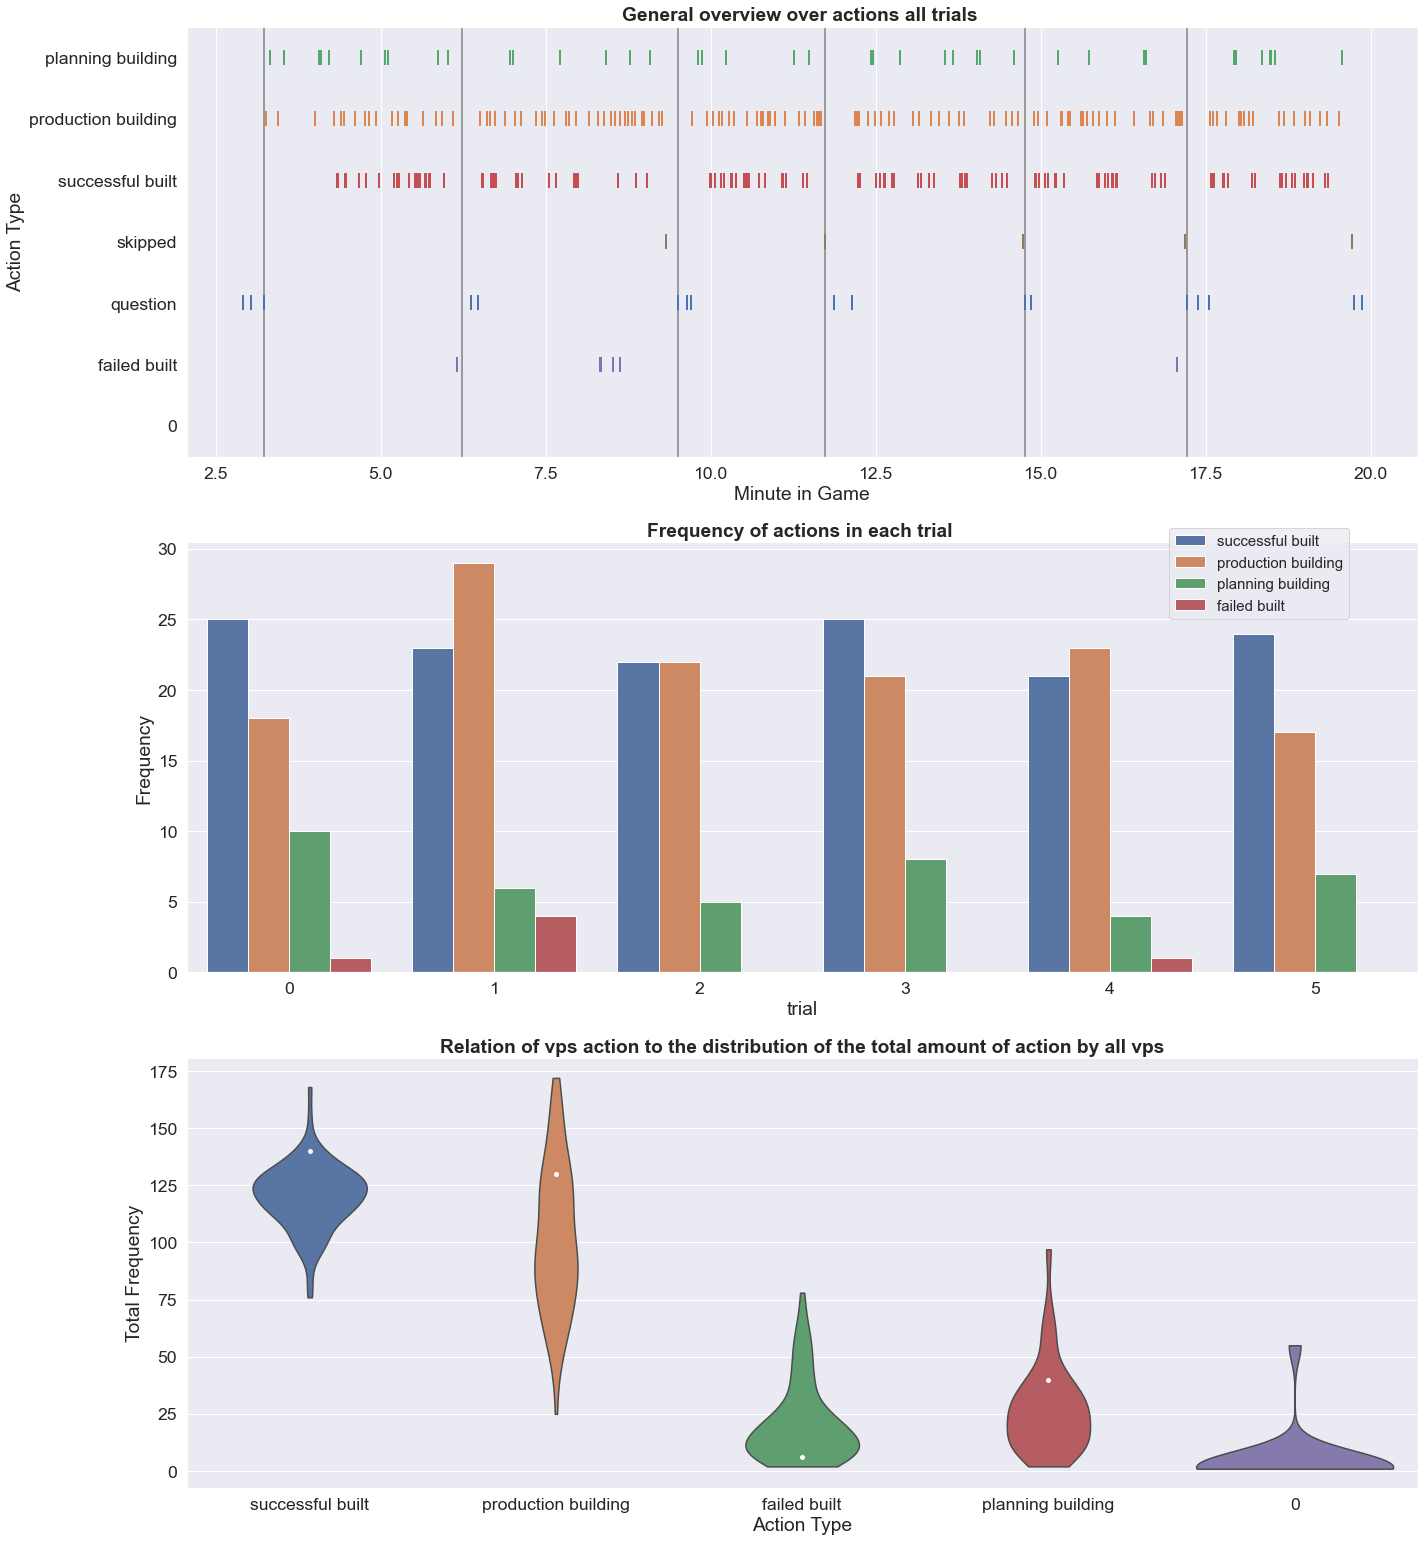 General overview over actions all trials
planning building
production building
successful built
skipped
question
failed built
0
Action Type
2.5 5.0 7.5 10.0 12.5 15.0 17.5 20.0
Minute in Game
Frequency of actions in each trial
successful built
production building
planning building
failed built
30
25
20
15
10
5
0
Frequency
0 1 2 3 4 5
trial
Relation of vps action to the distribution of the total amount of action by all vps
175
150
125
100
75
50
25
0
Total Frequency
successful built production building failed built planning building 0
Action Type